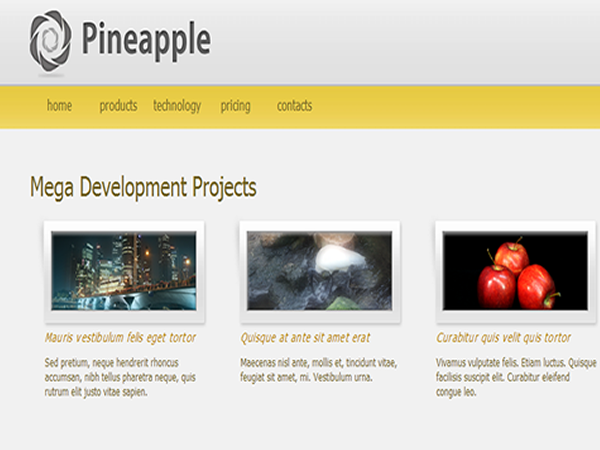 Pineapple
home products technology pricing contacts
Mega Development Projects
Mauris vestibulum felis eget tortor
Sed pretium, neque hendrerit rhoncus
accumsan, nibh tellus pharetra neque, quis
rutrum elit justo vitae sapien.
Quisque at ante sit amet erat
Maecenas nisl ante, mollis et, tincidunt vitae,
feugiat sit amet, mi. Vestibulum urna.
Curabitur quis velit quis tortor
Vivamus vulputate felis. Etiam luctus. Quisque
facilisis suscipit elit. Curabitur eleifend
congue leo.